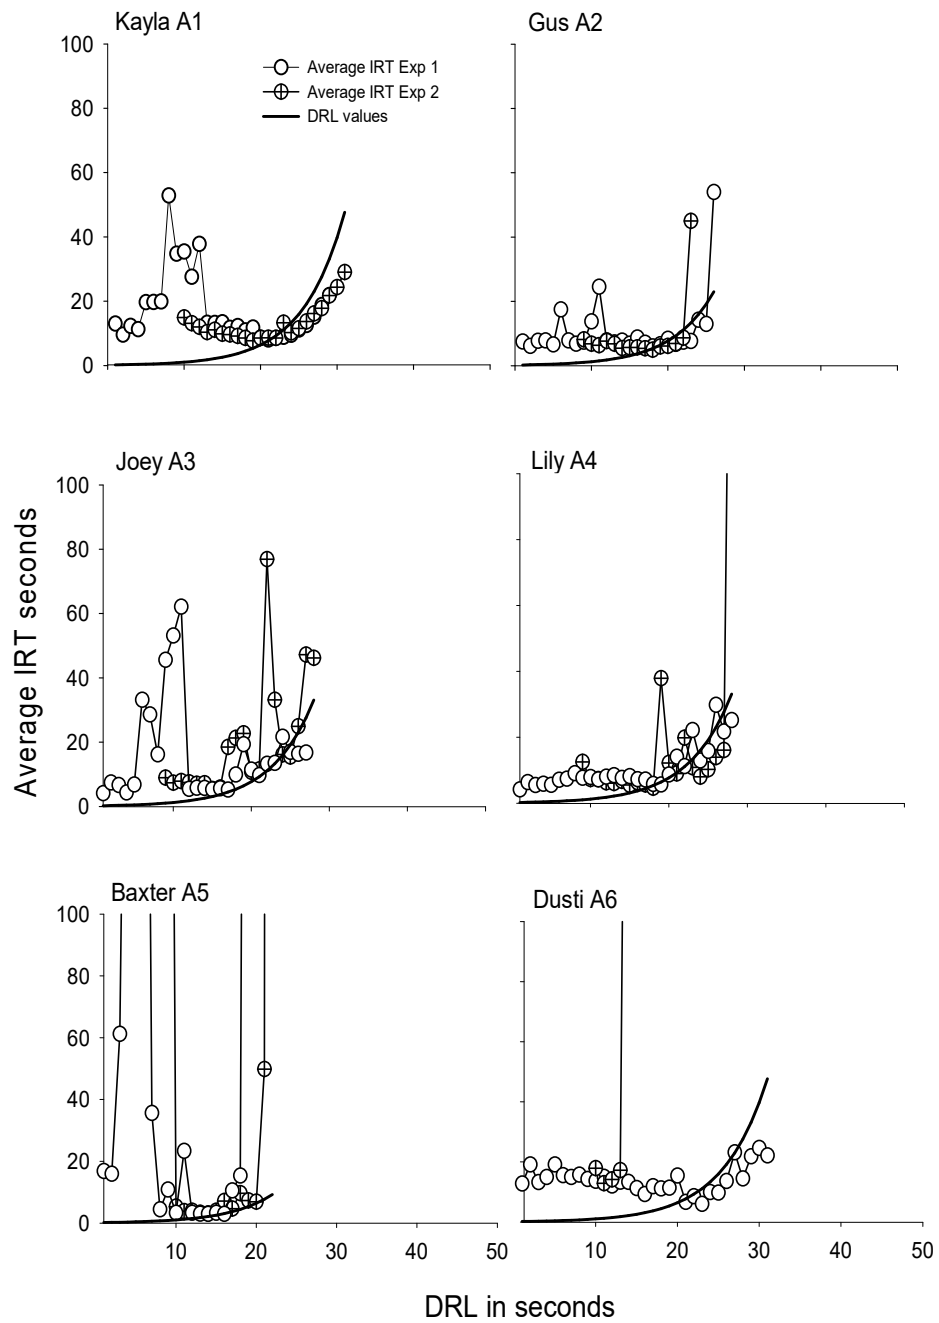 Kayla A1
Gus A2
100
80
60
40
20
0
Average IRT Exp 1
Average IRT Exp 2
DRL values
Joey A3
Lily A4
100
80
60
40
20
0
Average IRT seconds
Baxter A5
Dusti A6
100
80
60
40
20
0
10
20
10
20
30
40
50
30
40
50
DRL in seconds